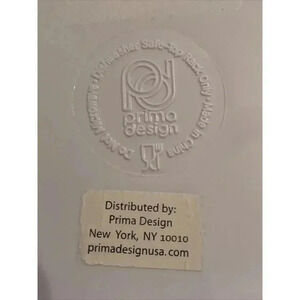 Do Not Microwave • Dishwasher Safe-Top Rack Only • Made in China
prima
design
Distributed by:
Prima Design
New York, NY 10010
primadesignusa.com